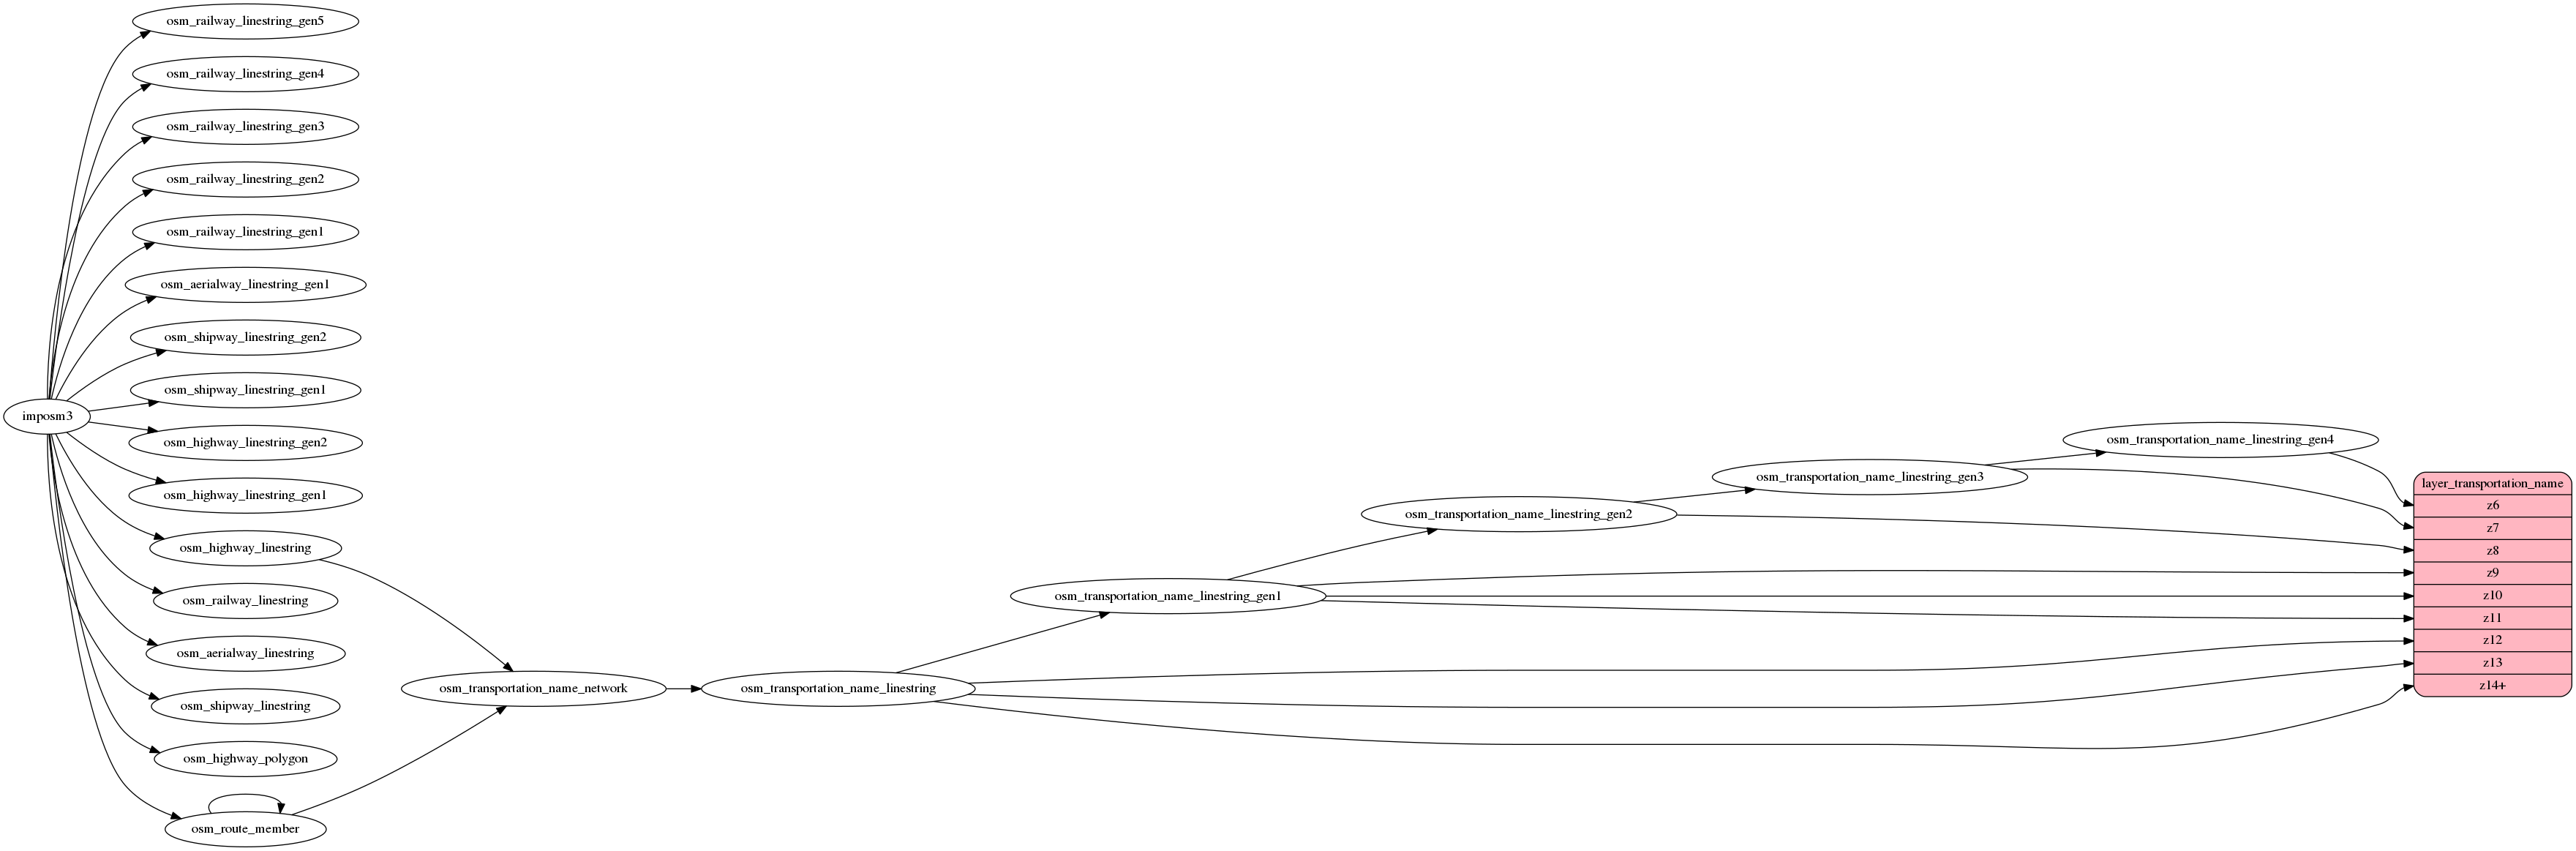 osm_railway_linestring_gen5
osm_railway_linestring_gen4
osm_railway_linestring_gen3
osm_railway_linestring_gen2
osm_railway_linestring_gen1
osm_aerialway_linestring_gen1
osm_shipway_linestring_gen2
osm_shipway_linestring_gen1
imposm3
osm_highway_linestring_gen2
osm_highway_linestring_gen1
osm_highway_linestring
osm_railway_linestring
osm_aerialway_linestring
osm_shipway_linestring
osm_highway_polygon
osm_route_member
osm_transportation_name_network
osm_transportation_name_linestring
osm_transportation_name_linestring_gen1
osm_transportation_name_linestring_gen2
osm_transportation_name_linestring_gen3
osm_transportation_name_linestring_gen4
layer_transportation_name
z6
z7
z8
z9
z10
z11
z12
z13
z14+